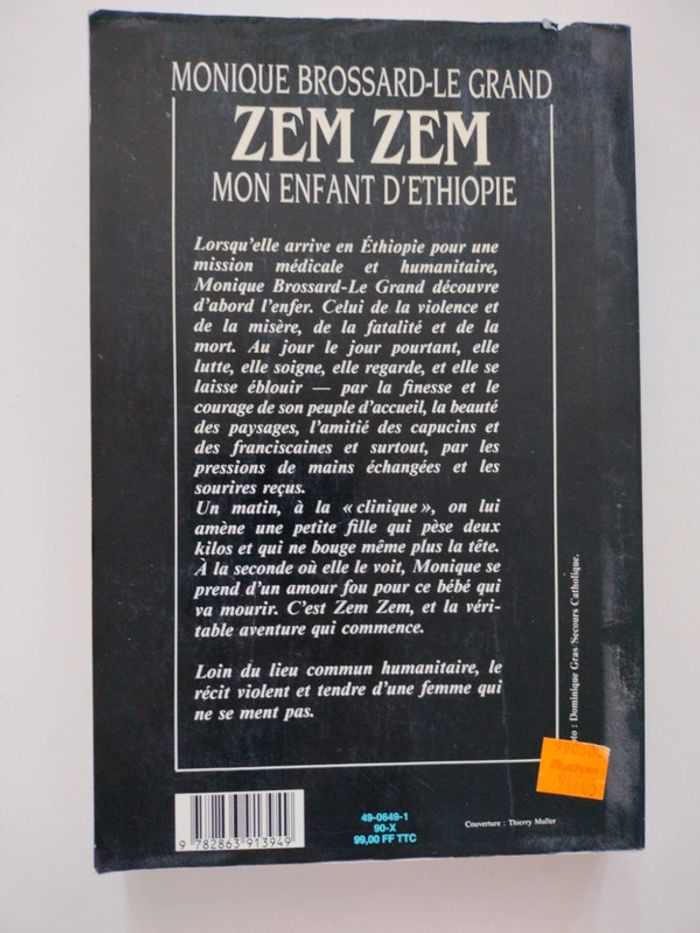 MONIQUE BROSSARD-LE GRAND
ZEM ZEM
MON ENFANT D'ETHIOPIE
Lorsqu'elle arrive en Éthiopie pour une
mission médicale et humanitaire,
Monique Brossard-Le Grand découvre
d'abord l'enfer. Celui de la violence et
de la misère, de la fatalité et de la
mort. Au jour le jour pourtant, elle
lutte, elle soigne, elle regarde, et elle se
laisse éblouir — par la finesse et le
courage de son peuple d'accueil, la beauté
des paysages, l'amitié des capucins et
des franciscaines et surtout, par les
pressions de mains échangées et les
sourires reçus.
Un matin, à la « clinique », on lui
amène une petite fille qui pèse deux
kilos et qui ne bouge même plus la tête.
À la seconde où elle le voit, Monique se
prend d'un amour fou pour ce bébé qui
va mourir. C'est Zem Zem, et la véri-
table aventure qui commence.
Loin du lieu commun humanitaire, le
récit violent et tendre d'une femme qui
ne se ment pas.
: Dominique Gras/Secours Catholique.
Auchan
9 782863 913949
49-0649-1
90-X
99,00 FF TTC
Couverture : Thierry Muller